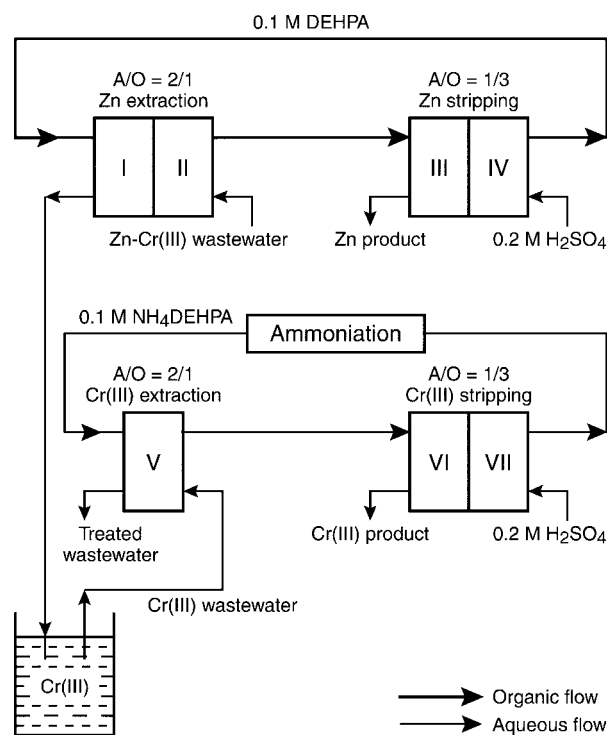 0.1 M DEHPA
A/O = 2/1
Zn extraction
A/O = 1/3
Zn stripping
I
II
III
IV
Zn-Cr(III) wastewater
Zn product
0.2 M H₂SO₄
0.1 M NH₄DEHPA
Ammoniation
A/O = 2/1
Cr(III) extraction
A/O = 1/3
Cr(III) stripping
V
VI
VII
Treated
wastewater
Cr(III) product
0.2 M H₂SO₄
Cr(III) wastewater
Cr(III)
Organic flow
Aqueous flow